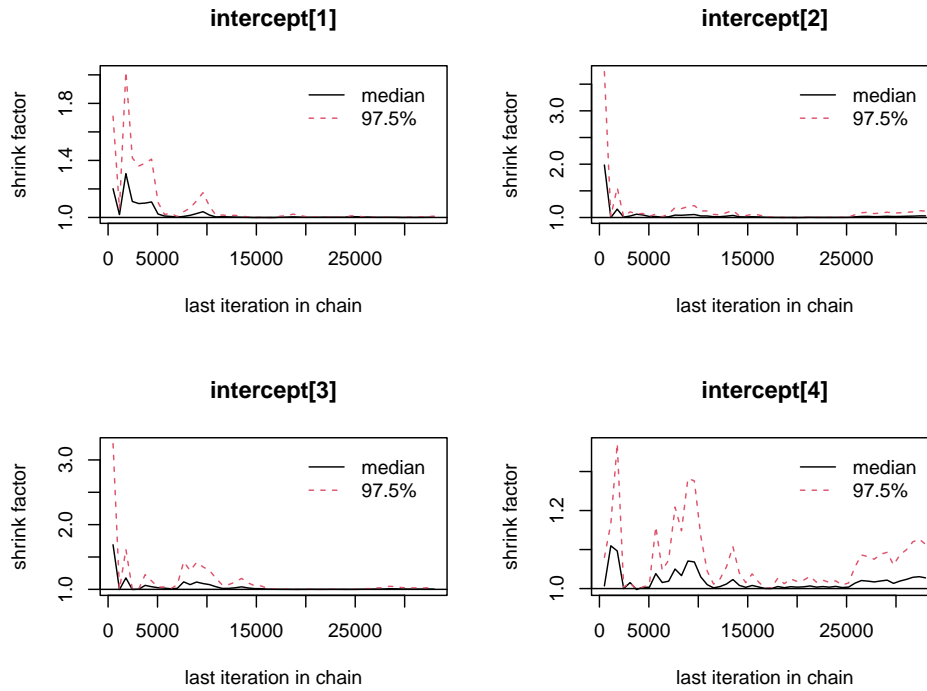 intercept[1]
shrink factor
1.0 1.4 1.8
median
97.5%
0 5000 15000 25000
last iteration in chain
intercept[2]
shrink factor
1.0 2.0 3.0
median
97.5%
0 5000 15000 25000
last iteration in chain
intercept[3]
shrink factor
1.0 2.0 3.0
median
97.5%
0 5000 15000 25000
last iteration in chain
intercept[4]
shrink factor
1.0 1.2
median
97.5%
0 5000 15000 25000
last iteration in chain